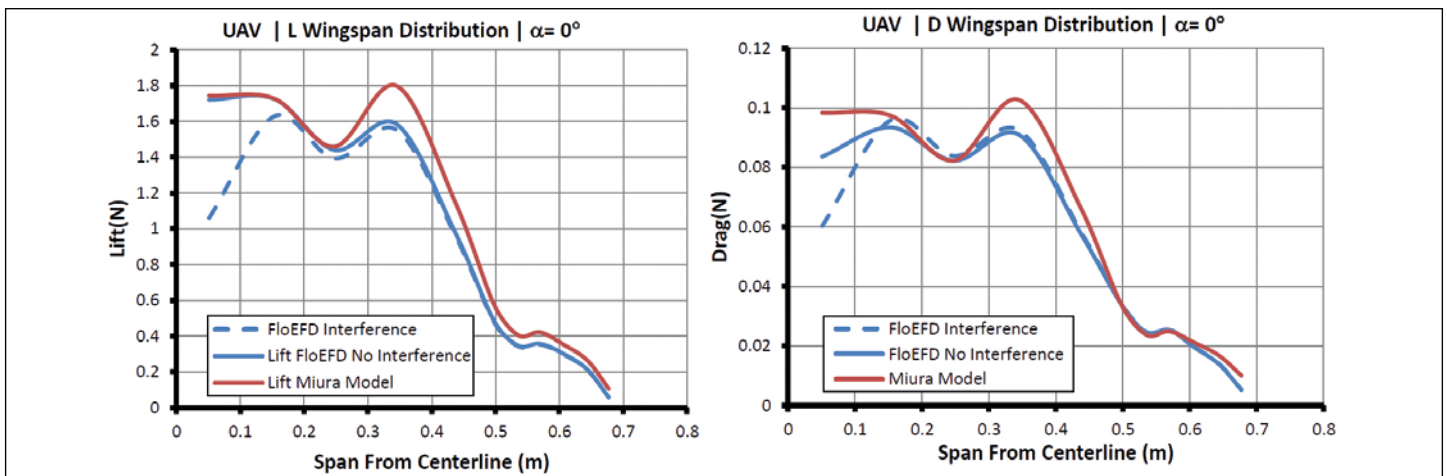 UAV | L Wingspan Distribution | α= 0°
2
1.8
1.6
1.4
1.2
1
0.8
0.6
0.4
0.2
0
Lift(N)
FloEFD Interference
Lift FloEFD No Interference
Lift Miura Model
0 0.1 0.2 0.3 0.4 0.5 0.6 0.7 0.8
Span From Centerline (m)
UAV | D Wingspan Distribution | α= 0°
0.12
0.1
0.08
0.06
0.04
0.02
0
Drag(N)
FloEFD Interference
FloEFD No Interference
Miura Model
0 0.1 0.2 0.3 0.4 0.5 0.6 0.7 0.8
Span From Centerline (m)